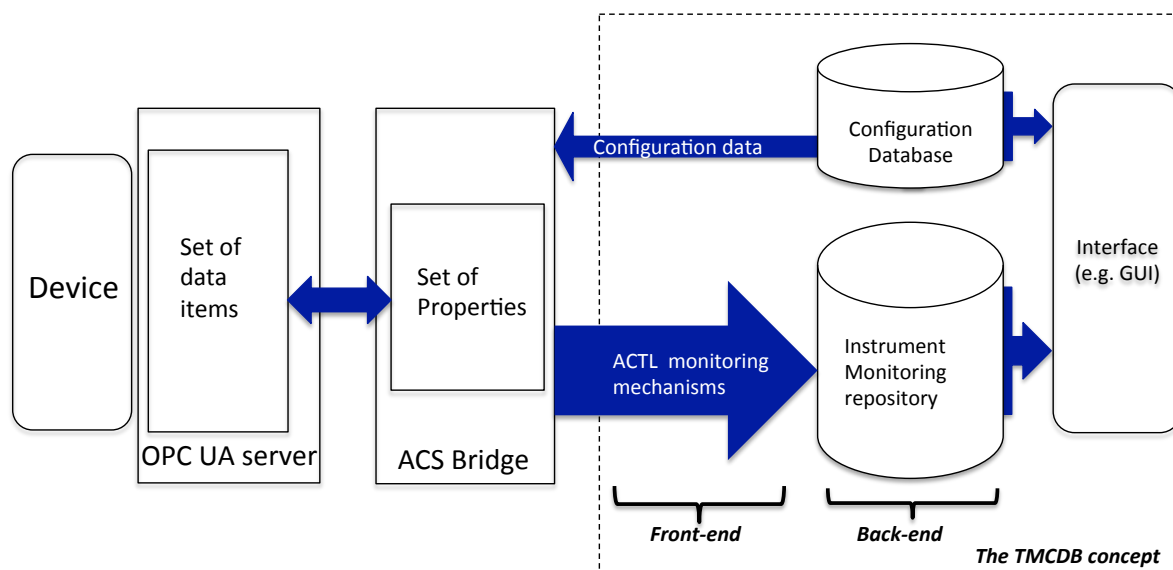 Device
Set of
data
items
OPC UA server
Set of
Properties
ACS Bridge
Configuration data
ACTL monitoring
mechanisms
Configuration
Database
Instrument
Monitoring
repository
Interface
(e.g. GUI)
Front-end
Back-end
The TMCDB concept